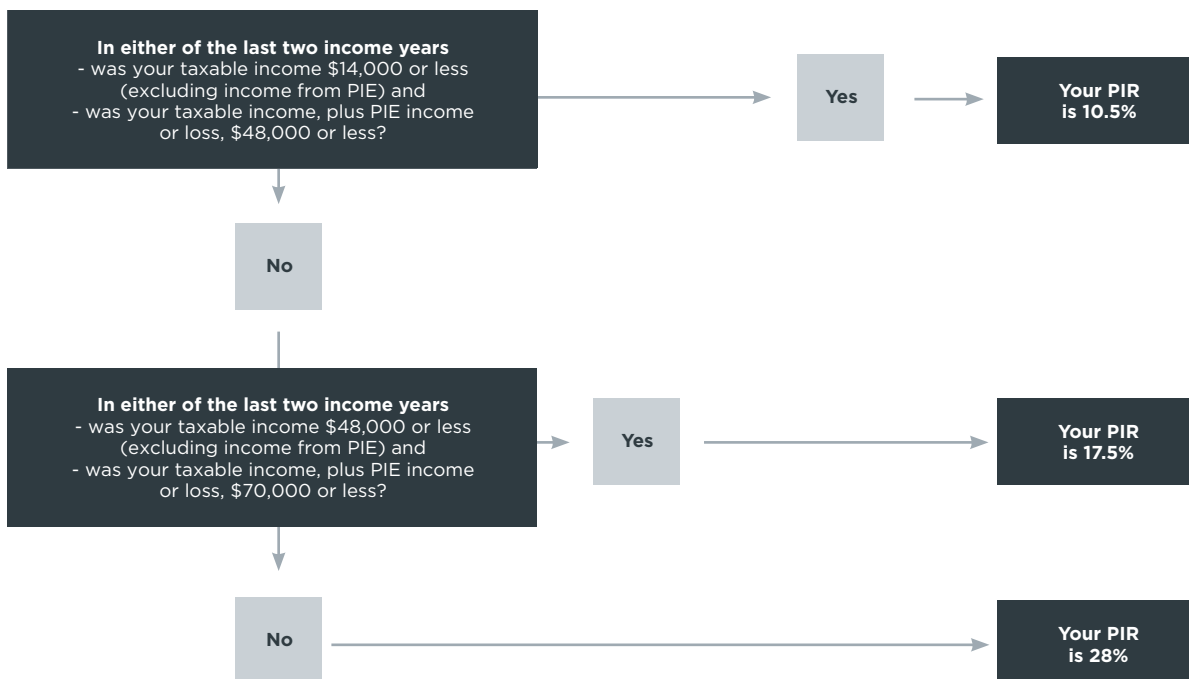 In either of the last two income years
- was your taxable income $14,000 or less
(excluding income from PIE) and
- was your taxable income, plus PIE income
or loss, $48,000 or less?
Yes
Your PIR
is 10.5%
No
In either of the last two income years
- was your taxable income $48,000 or less
(excluding income from PIE) and
- was your taxable income, plus PIE income
or loss, $70,000 or less?
Yes
Your PIR
is 17.5%
No
Your PIR
is 28%